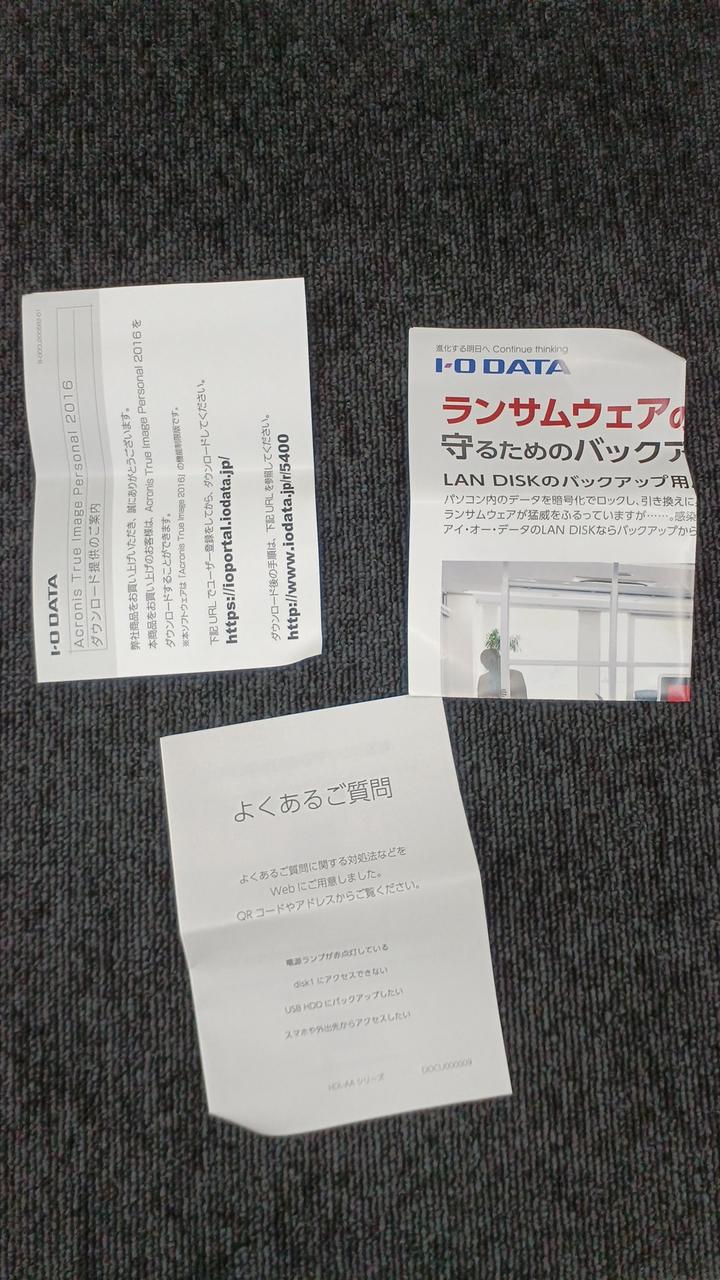 I-O DATA
Acronis True Image Personal 2016
ダウンロード提供のご案内
弊社商品をお買い上げいただき、誠にありがとうございます。
本商品をお買い上げのお客様は、Acronis True Image Personal 2016 を
ダウンロードすることができます。
※本ソフトウェアは「Acronis True Image 2016」の機能制限版です。
下記 URL でユーザー登録をしてから、ダウンロードしてください。
https://ioportal.iodata.jp/
ダウンロード後の手順は、下記 URL を参照してください。
http://www.iodata.jp/r/5400
進化する明日へ Continue thinking
I-O DATA
ランサムウェアの
守るためのバックア
LAN DISKのバックアップ用
パソコン内のデータを暗号化でロックし、引き換えに
ランサムウェアが猛威をふるっていますが……。感染
アイ・オー・データのLAN DISKならバックアップから
よくあるご質問
よくあるご質問に関する対処法などを
Web にご用意しました。
QR コードやアドレスからご覧ください。
電源ランプが赤点灯している
disk1 にアクセスできない
USB HDD にバックアップしたい
スマホや外出先からアクセスしたい
HDL-AA シリーズ
DOCU000609